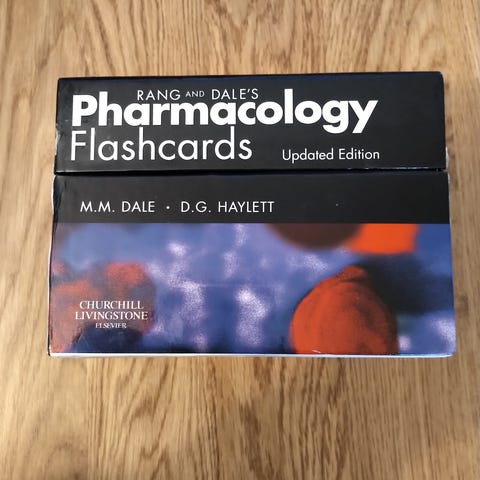 RANG AND DALE'S
Pharmacology
Flashcards
Updated Edition
M.M. DALE • D.G. HAYLETT
CHURCHILL
LIVINGSTONE
ELSEVIER